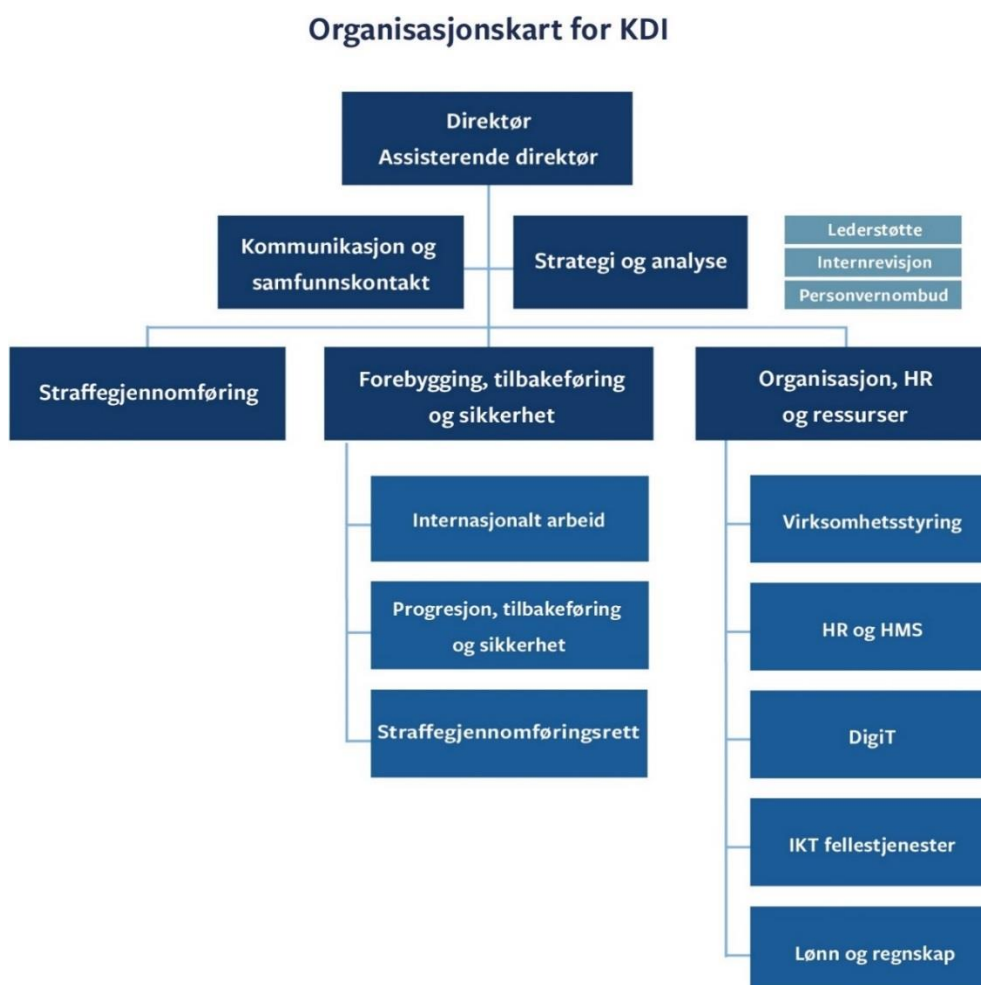 Organisasjonskart for KDI
Direktør
Assisterende direktør
Kommunikasjon og
samfunnskontakt
Strategi og analyse
Lederstøtte
Internrevisjon
Personvernombud
Straffegjennomføring
Forebygging, tilbakeføring
og sikkerhet
Organisasjon, HR
og ressurser
Internasjonalt arbeid
Progresjon, tilbakeføring
og sikkerhet
Straffegjennomføringsrett
Virksomhetsstyring
HR og HMS
DigiT
IKT fellestjenester
Lønn og regnskap